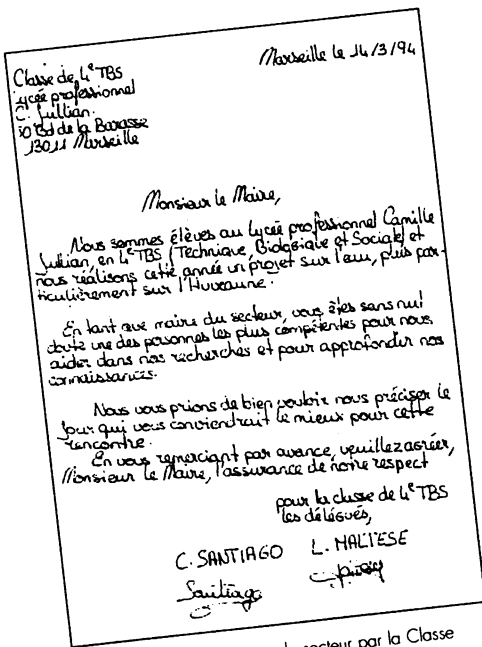 Marseille le 14/3/94
Classe de 4e TBS
Lycée professionnel
C. Jullian.
50 Bd de la Barasse
13011 Marseille
Monsieur le Maire,
Nous sommes élèves au lycée professionnel Camille
Jullian, en 4e TBS (Technique, Biologique et Sociale) et
nous réalisons cette année un projet sur l'eau, plus par-
ticulièrement sur l'Huveaune.
En tant que maire du secteur, vous êtes sans nul
doute une des personnes les plus compétentes pour nous
aider dans nos recherches et pour approfondir nos
connaissances.
Nous vous prions de bien vouloir nous préciser le
jour qui vous conviendrait le mieux pour cette
rencontre.
En vous remerciant par avance, veuillez agréer,
Monsieur le Maire, l'assurance de notre respect
pour la classe de 4e TBS
les délégués,
C. SANTIAGO L. MALTESE
Santiago
secteur par la Classe